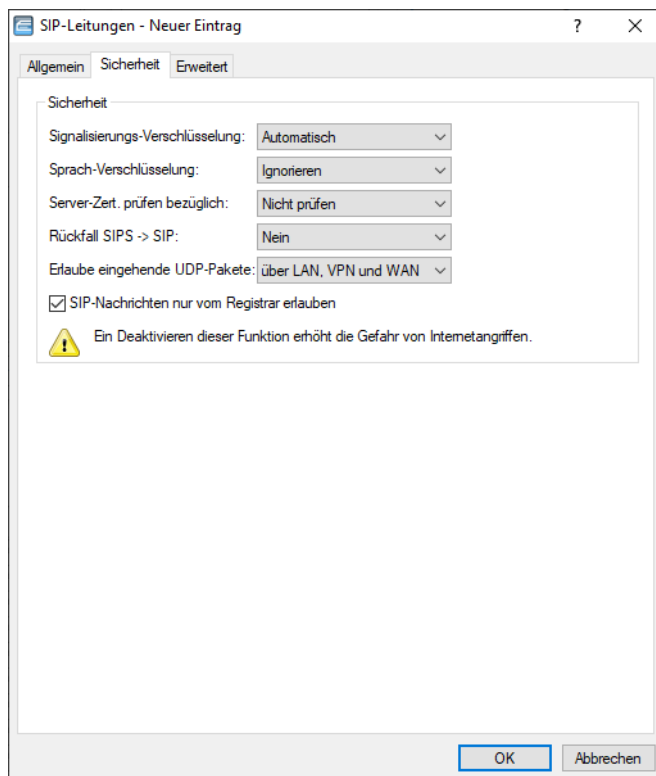 SIP-Leitungen - Neuer Eintrag
Allgemein Sicherheit Erweitert
Sicherheit
Signalisierungs-Verschlüsselung: Automatisch
Sprach-Verschlüsselung: Ignorieren
Server-Zert. prüfen bezüglich: Nicht prüfen
Rückfall SIPS -> SIP: Nein
Erlaube eingehende UDP-Pakete: über LAN, VPN und WAN
SIP-Nachrichten nur vom Registrar erlauben
Ein Deaktivieren dieser Funktion erhöht die Gefahr von Internetangriffen.
OK Abbrechen